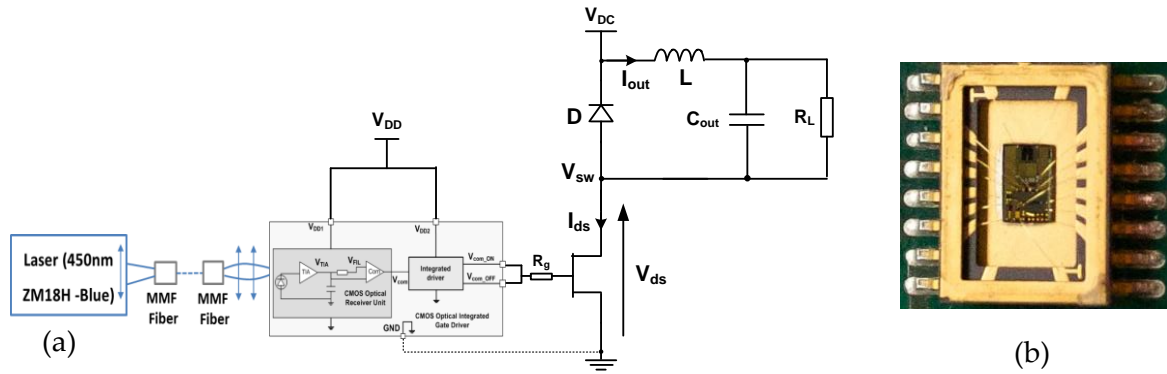 V_DC
I_out
L
D
C_out
R_L
V_DD
V_sw
I_ds
V_DD1
V_DD2
Laser (450nm
ZM18H -Blue)
MMF
Fiber
MMF
Fiber
TIA
V_TIA
V_FIL
Com
V_com
Integrated
driver
V_com_ON
V_com_OFF
R_g
V_ds
CMOS Optical
Receiver Unit
GND
CMOS Optical Integrated
Gate Driver
(a)
(b)